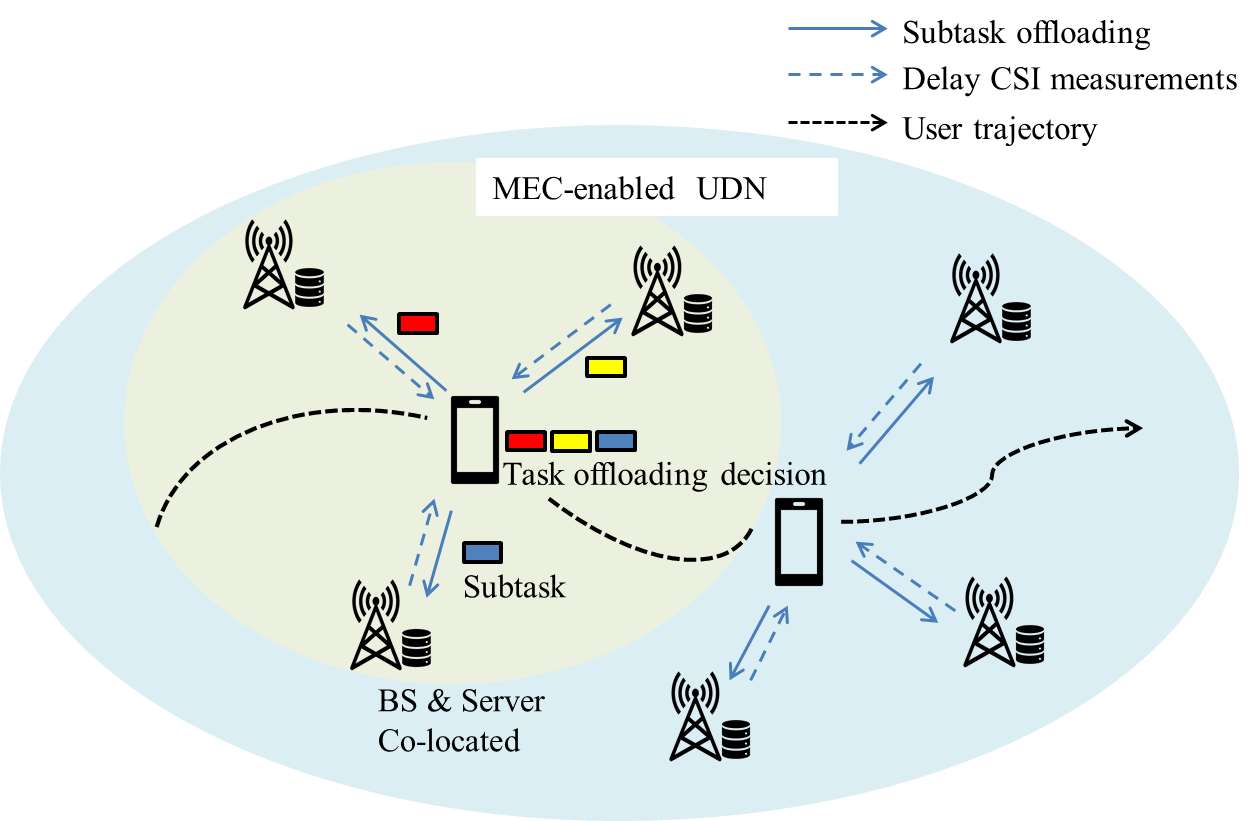 Subtask offloading
Delay CSI measurements
User trajectory
MEC-enabled UDN
Task offloading decision
Subtask
BS & Server
Co-located